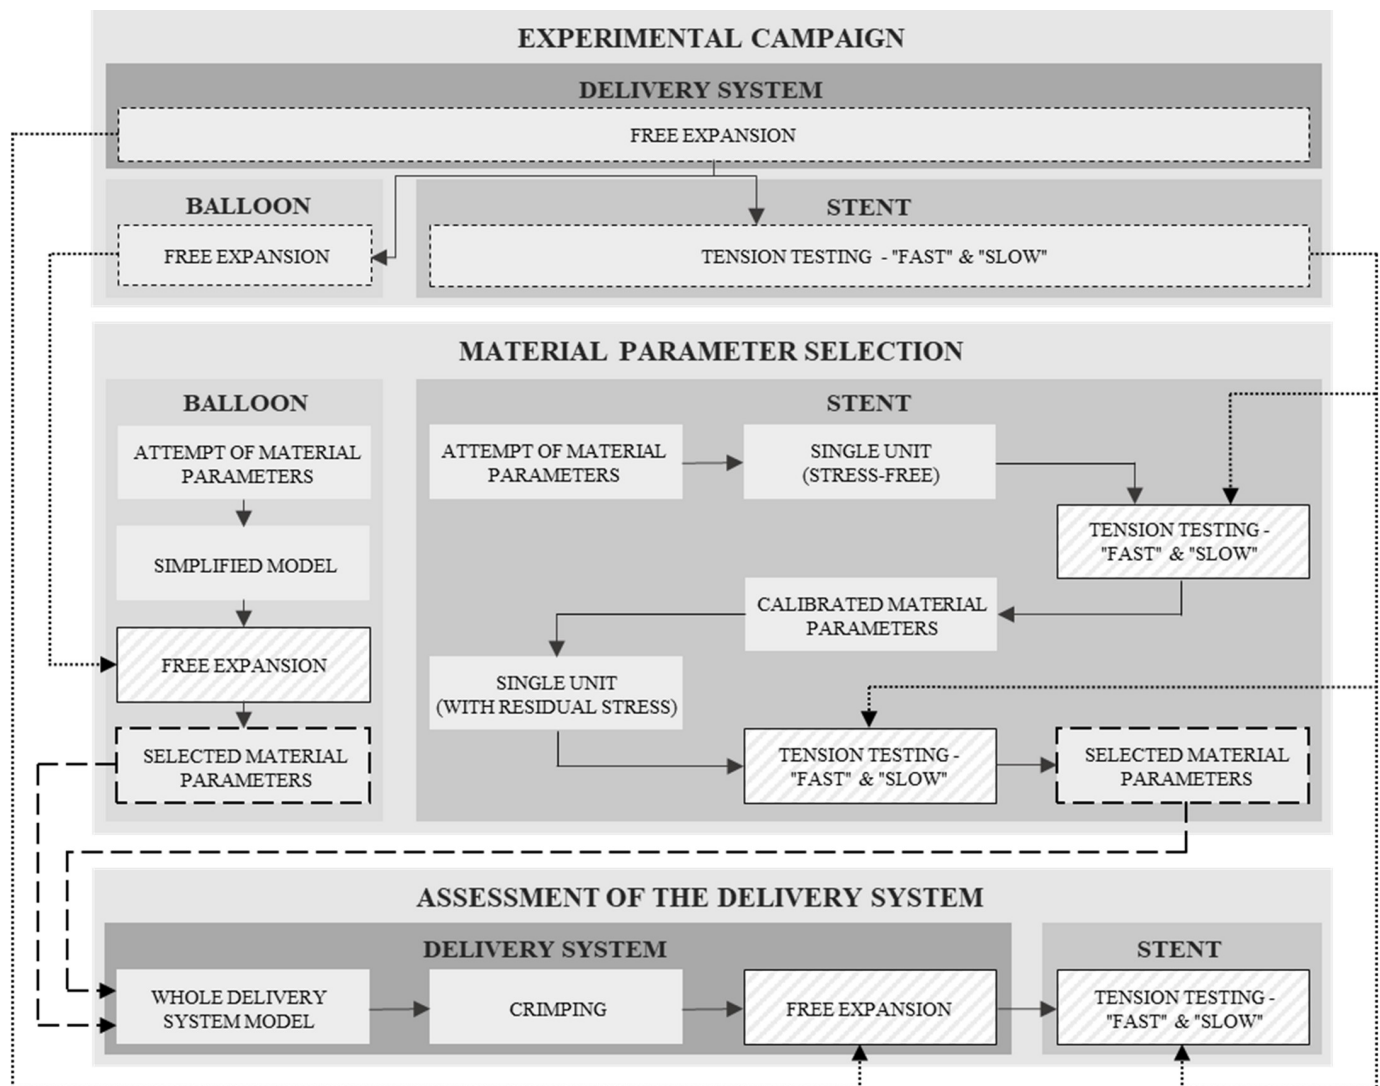 EXPERIMENTAL CAMPAIGN
DELIVERY SYSTEM
FREE EXPANSION
BALLOON
FREE EXPANSION
STENT
TENSION TESTING - "FAST" & "SLOW"
MATERIAL PARAMETER SELECTION
BALLOON
ATTEMPT OF MATERIAL
PARAMETERS
SIMPLIFIED MODEL
FREE EXPANSION
SELECTED MATERIAL
PARAMETERS
STENT
ATTEMPT OF MATERIAL
PARAMETERS
SINGLE UNIT
(STRESS-FREE)
TENSION TESTING -
"FAST" & "SLOW"
CALIBRATED MATERIAL
PARAMETERS
SINGLE UNIT
(WITH RESIDUAL STRESS)
TENSION TESTING -
"FAST" & "SLOW"
SELECTED MATERIAL
PARAMETERS
ASSESSMENT OF THE DELIVERY SYSTEM
DELIVERY SYSTEM
WHOLE DELIVERY
SYSTEM MODEL
CRIMPING
FREE EXPANSION
STENT
TENSION TESTING -
"FAST" & "SLOW"